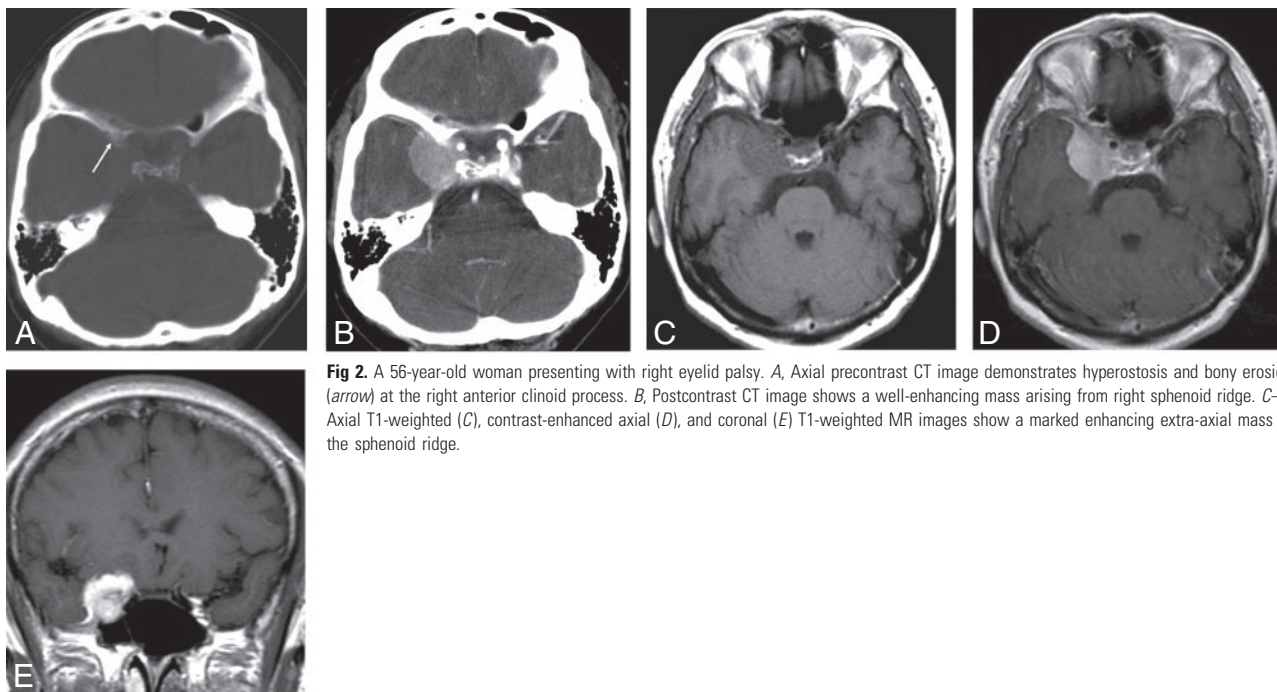 A
B
C
D
Fig 2. A 56-year-old woman presenting with right eyelid palsy. A, Axial precontrast CT image demonstrates hyperostosis and bony erosi
(arrow) at the right anterior clinoid process. B, Postcontrast CT image shows a well-enhancing mass arising from right sphenoid ridge. C–
Axial T1-weighted (C), contrast-enhanced axial (D), and coronal (E) T1-weighted MR images show a marked enhancing extra-axial mass
the sphenoid ridge.
E